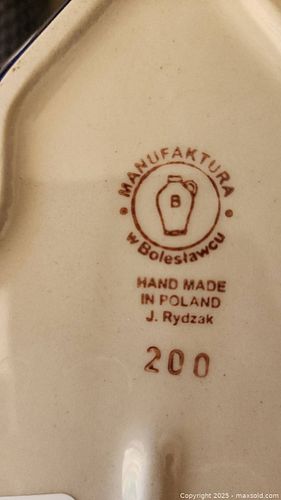 MANUFAKTURA
B
w Bolesławcu
HAND MADE
IN POLAND
J. Rydzak
200
Copyright © 2025 - maxsold.com